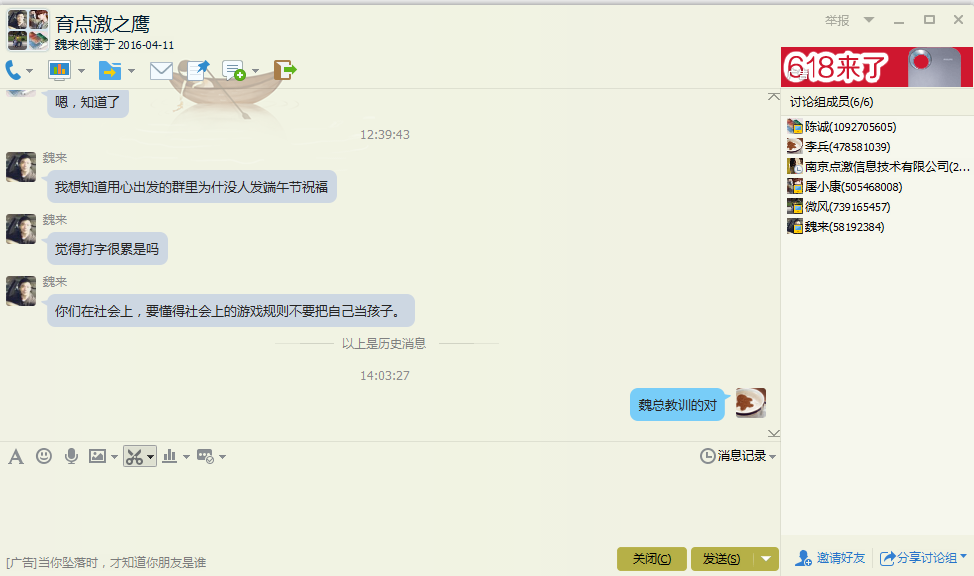 育点激之鹰
魏来创建于 2016-04-11
举报
618来了
嗯，知道了
12:39:43
魏来
我想知道用心出发的群里为什没人发端午节祝福
魏来
觉得打字很累是吗
魏来
你们在社会上，要懂得社会上的游戏规则不要把自己当孩子。
以上是历史消息
14:03:27
魏总教训的对
消息记录
[广告]当你坠落时，才知道你朋友是谁
关闭(C)
发送(S)
讨论组成员(6/6)
陈诚(1092705605)
李兵(478581039)
南京点激信息技术有限公司(2...
屠小康(505468008)
微风(739165457)
魏来(58192384)
邀请好友
分享讨论组